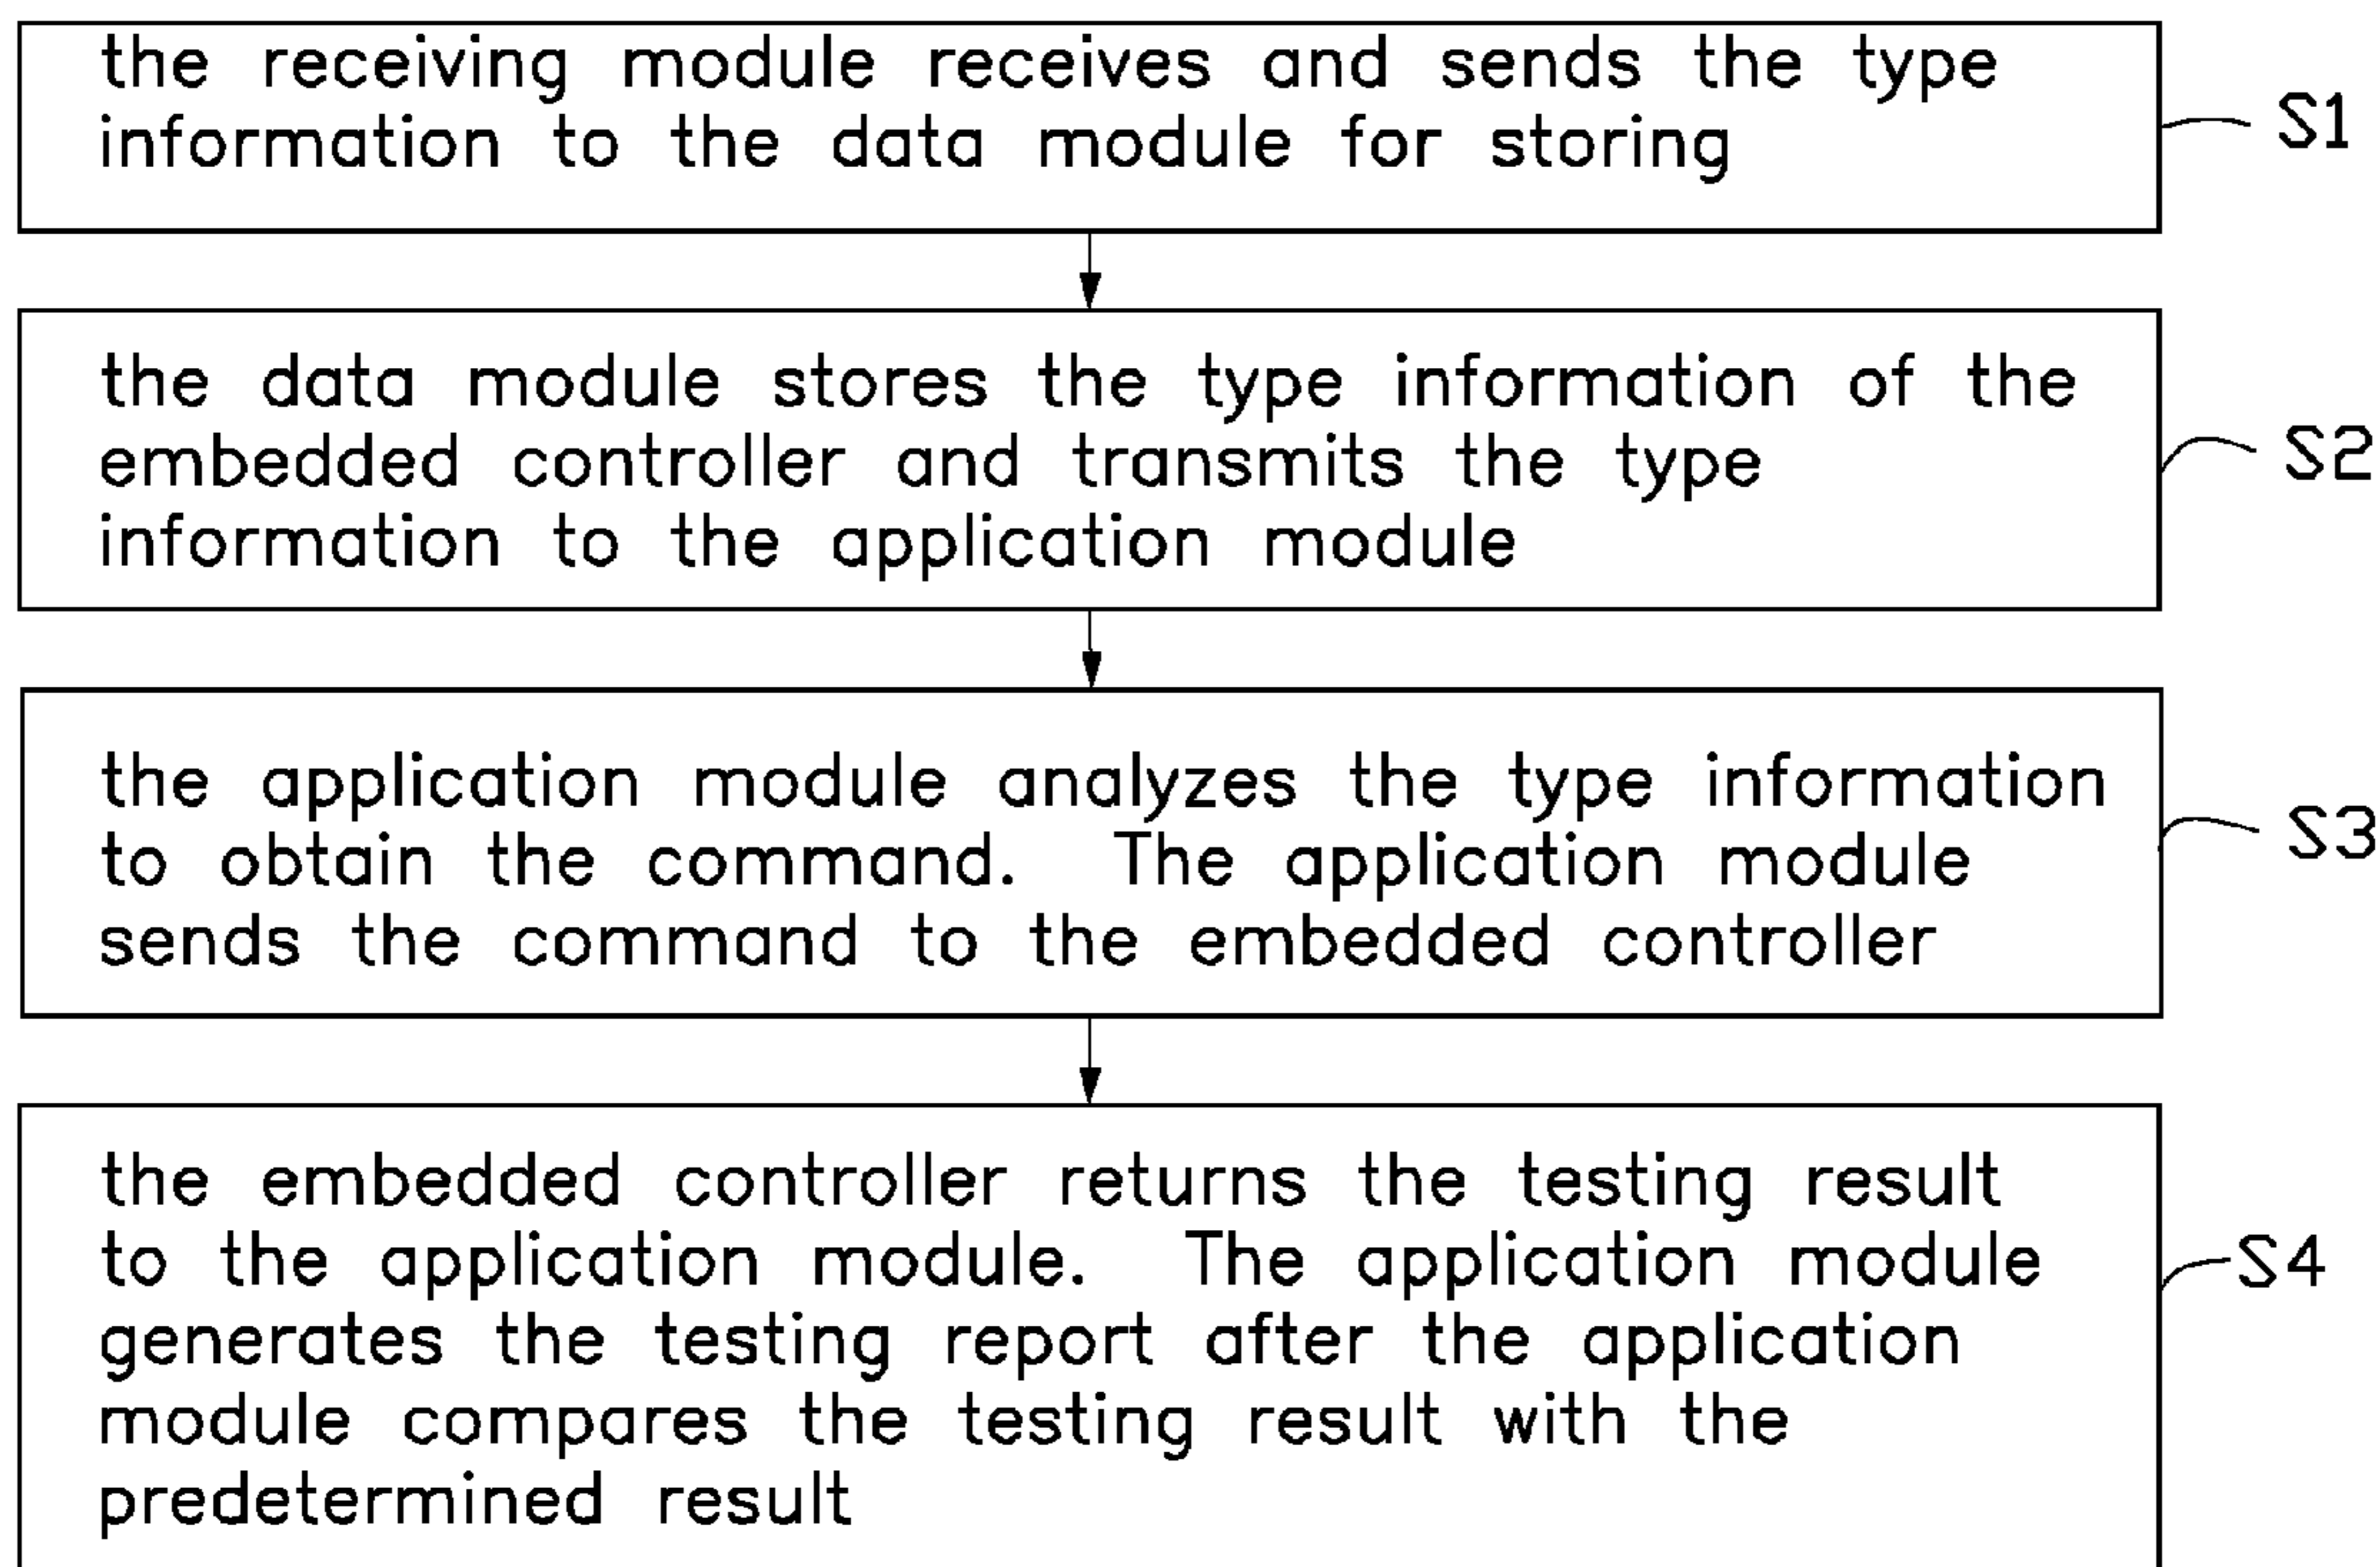 the receiving module receives and sends the type
information to the data module for storing
S1
the data module stores the type information of the
embedded controller and transmits the type
information to the application module
S2
the application module analyzes the type information
to obtain the command. The application module
sends the command to the embedded controller
S3
the embedded controller returns the testing result
to the application module. The application module
generates the testing report after the application
module compares the testing result with the
predetermined result
S4